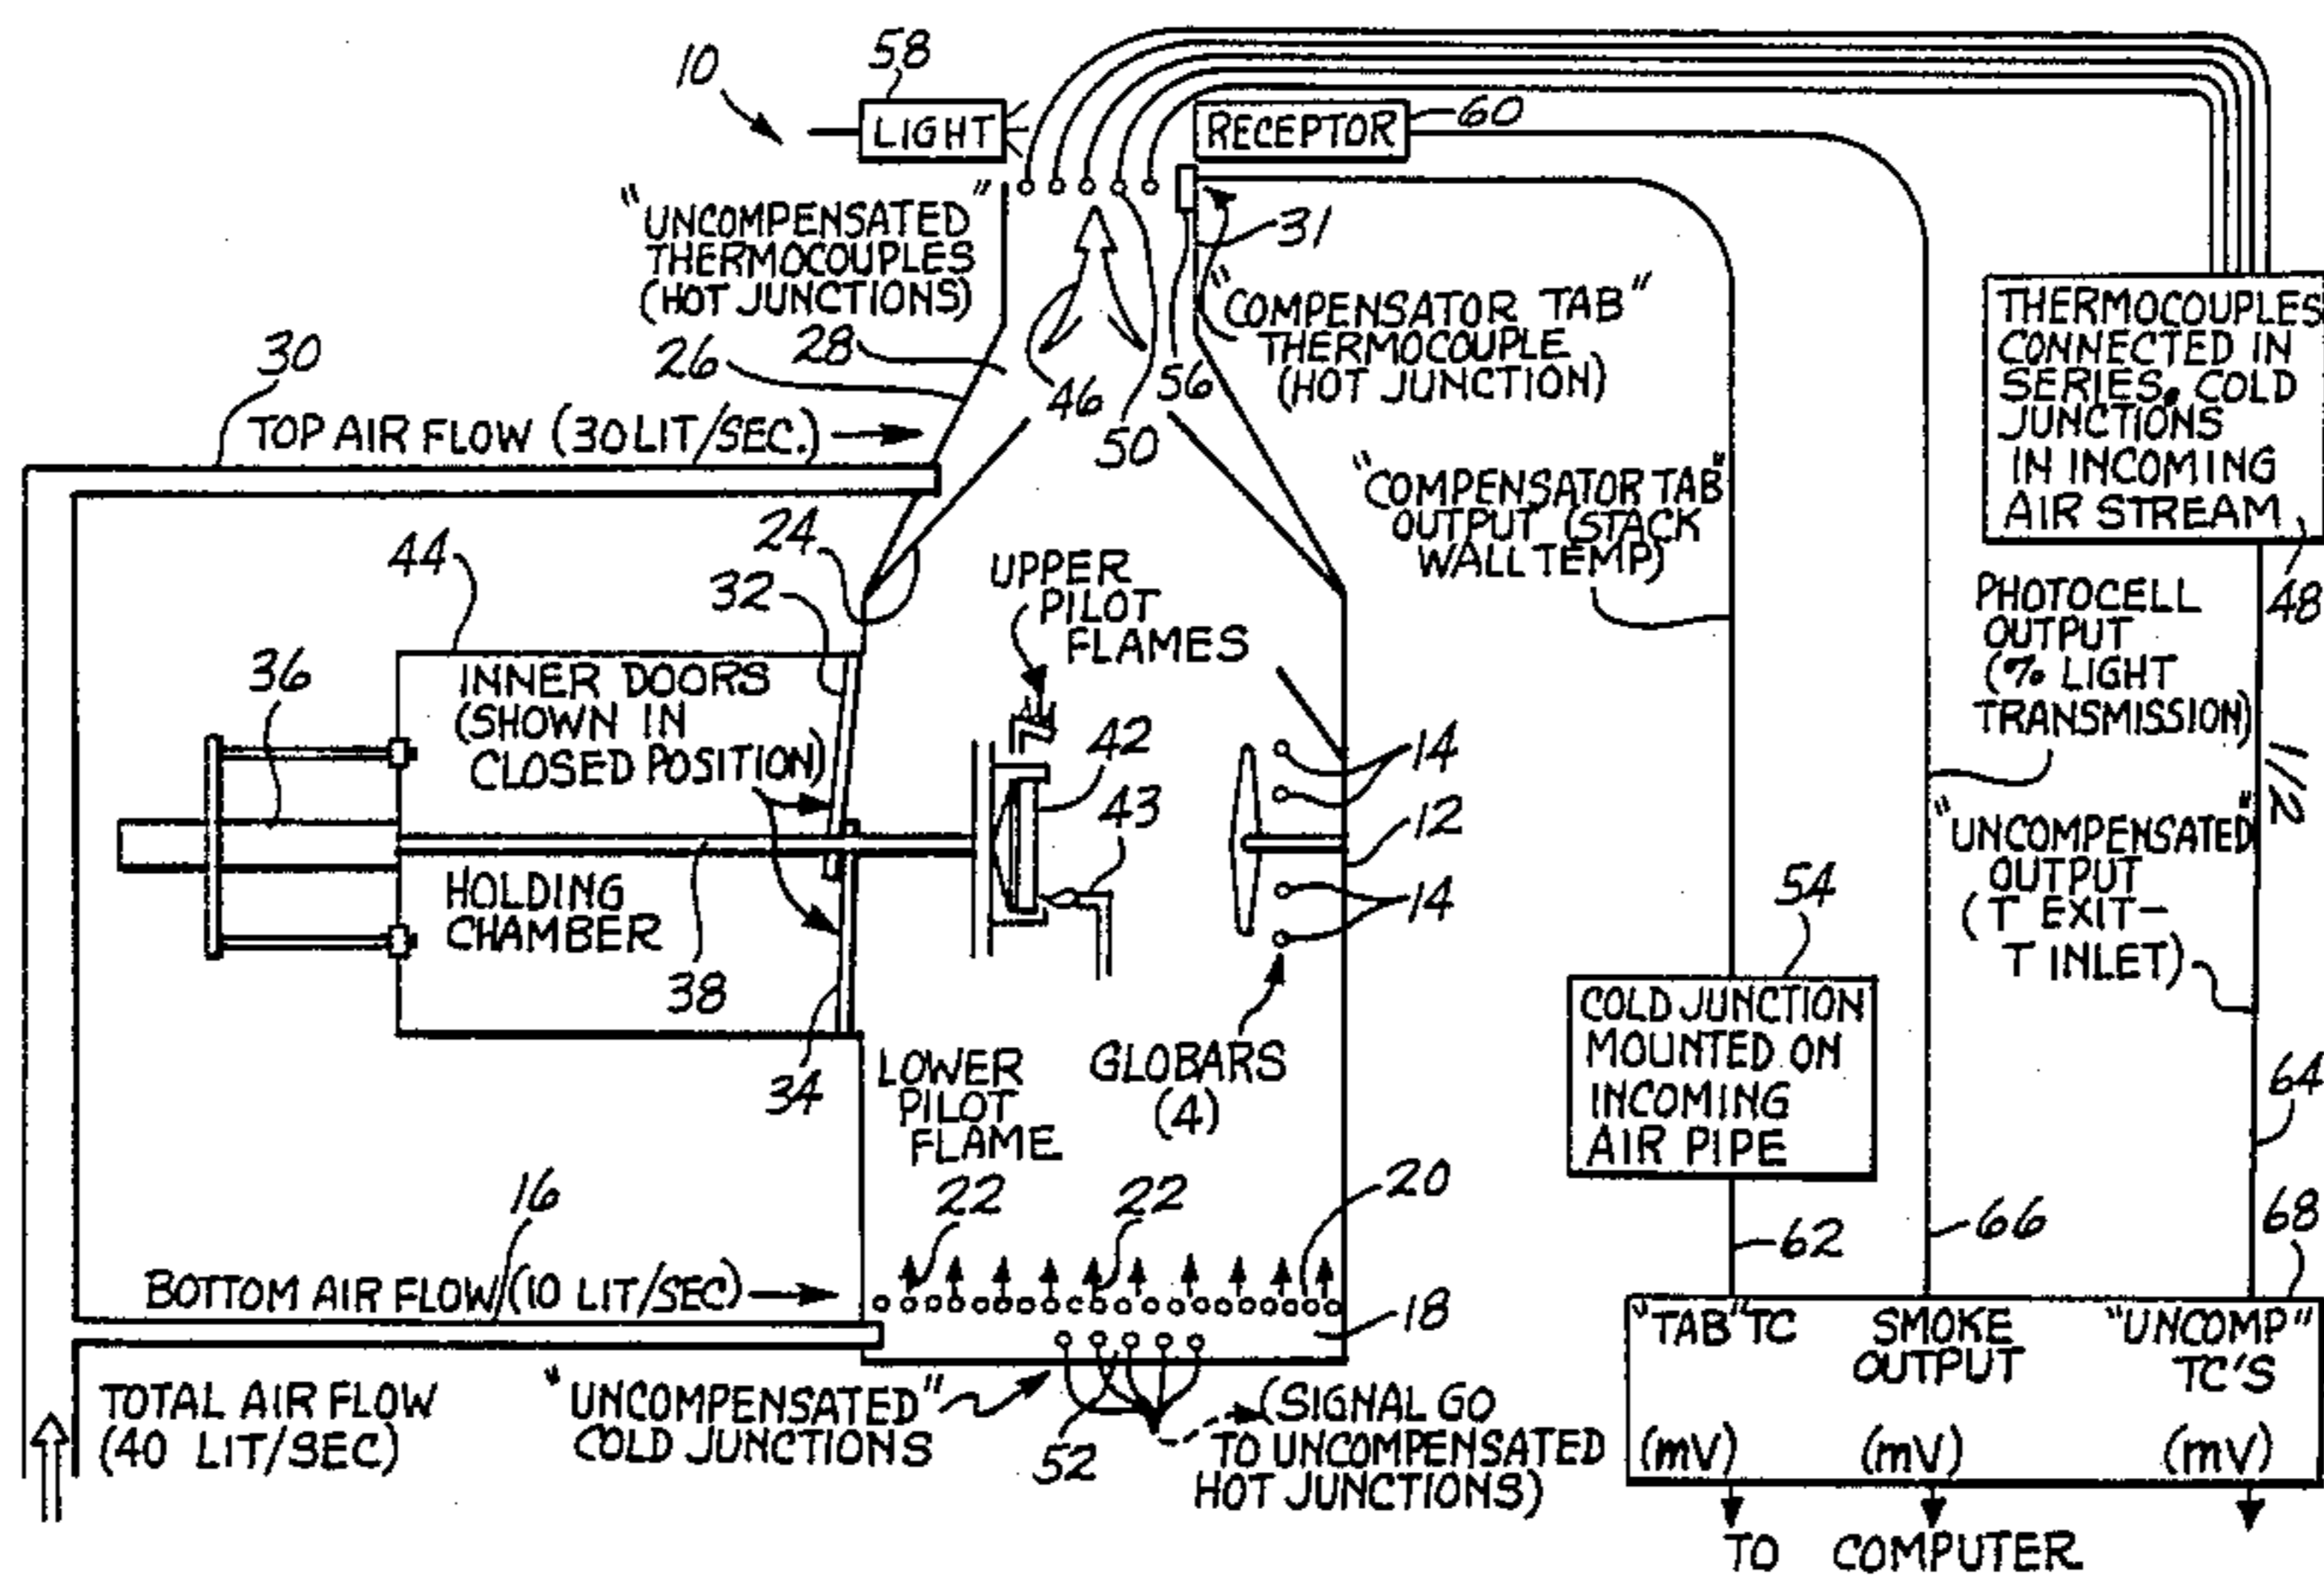 10
58
LIGHT
RECEPTOR
60
"UNCOMPENSATED"
THERMOCOUPLES
(HOT JUNCTIONS)
31
"COMPENSATOR TAB"
THERMOCOUPLE
(HOT JUNCTION)
THERMOCOUPLES
CONNECTED IN
SERIES. COLD
JUNCTIONS
IN INCOMING
AIR STREAM
48
30
26
28
46
50
56
TOP AIR FLOW (30 LIT/SEC.)
"COMPENSATOR TAB"
OUTPUT (STACK
WALL TEMP)
24
44
32
UPPER
PILOT
FLAMES
PHOTOCELL
OUTPUT
(% LIGHT
TRANSMISSION)
36
INNER DOORS
(SHOWN IN
CLOSED POSITION)
42
43
14
12
14
112
"UNCOMPENSATED"
OUTPUT
(T EXIT-
T INLET)
HOLDING
CHAMBER
38
34
54
COLD JUNCTION
MOUNTED ON
INCOMING
AIR PIPE
LOWER
PILOT
FLAME
GLOBARS
(4)
64
16
22
22
20
62
66
68
BOTTOM AIR FLOW (10 LIT/SEC)
18
"TAB" TC
SMOKE
OUTPUT
"UNCOMP"
TC'S
(mV)
(mV)
(mV)
TOTAL AIR FLOW
(40 LIT/SEC)
"UNCOMPENSATED"
COLD JUNCTIONS
52
(SIGNAL GO
TO UNCOMPENSATED
HOT JUNCTIONS)
TO COMPUTER